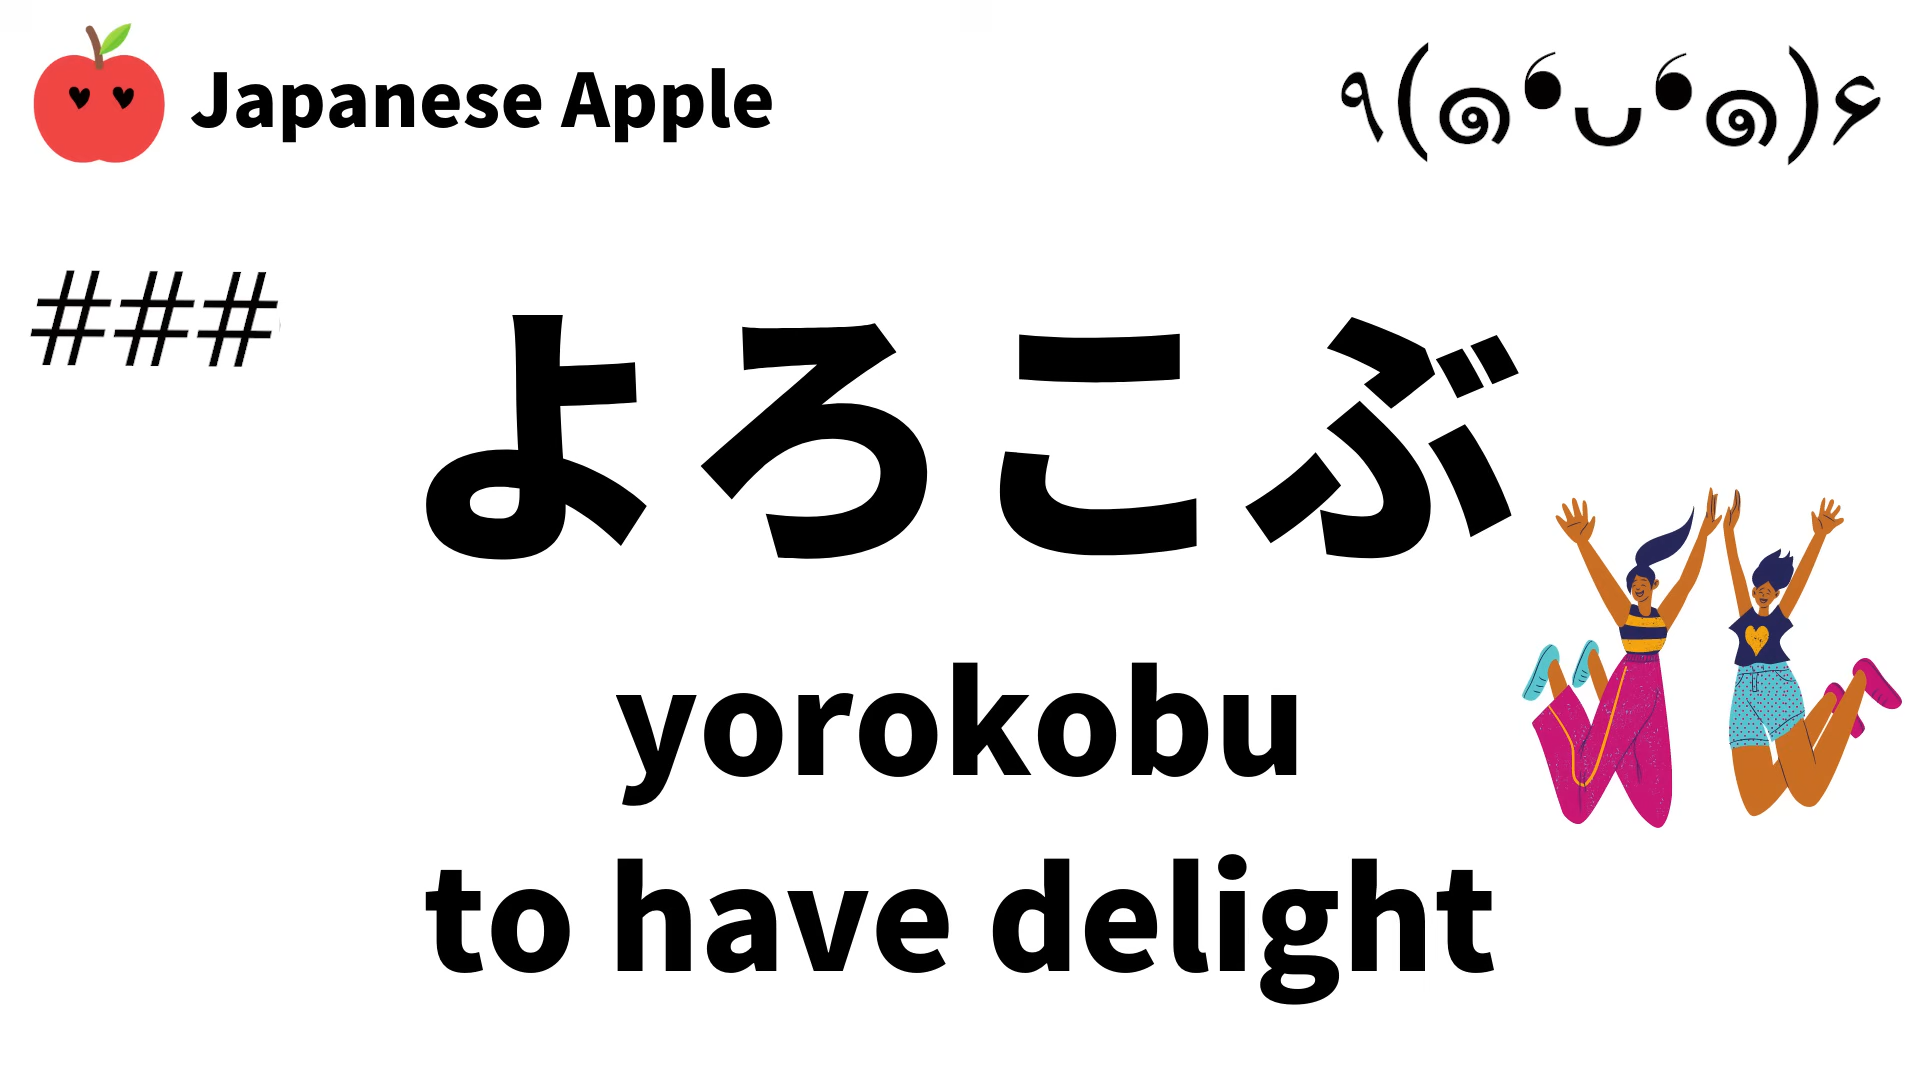 Japanese Apple
٩(๑❛ᴗ❛๑)۶
###
よろこぶ
yorokobu
to have delight